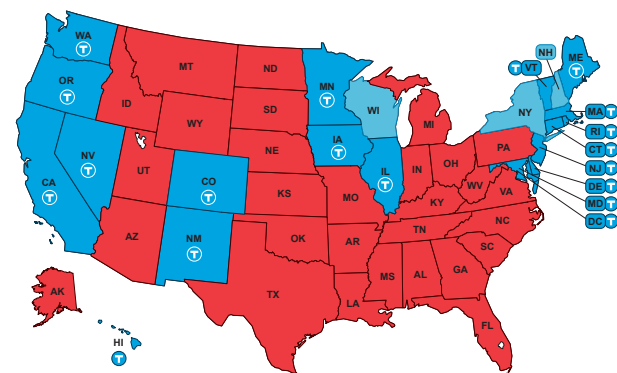 WA
T
ME
T
NH
T VT
MT
ND
MN
T
OR
T
ID
SD
WI
NY
MA T
WY
MI
RI T
IA
T
CT T
NE
PA
NJ T
NV
T
UT
IL
T
IN
OH
CA
T
CO
T
WV
DE T
KS
MO
KY
VA
MD T
DC T
NC
TN
AZ
NM
T
OK
AR
SC
MS
AL
GA
AK
TX
LA
FL
HI
T